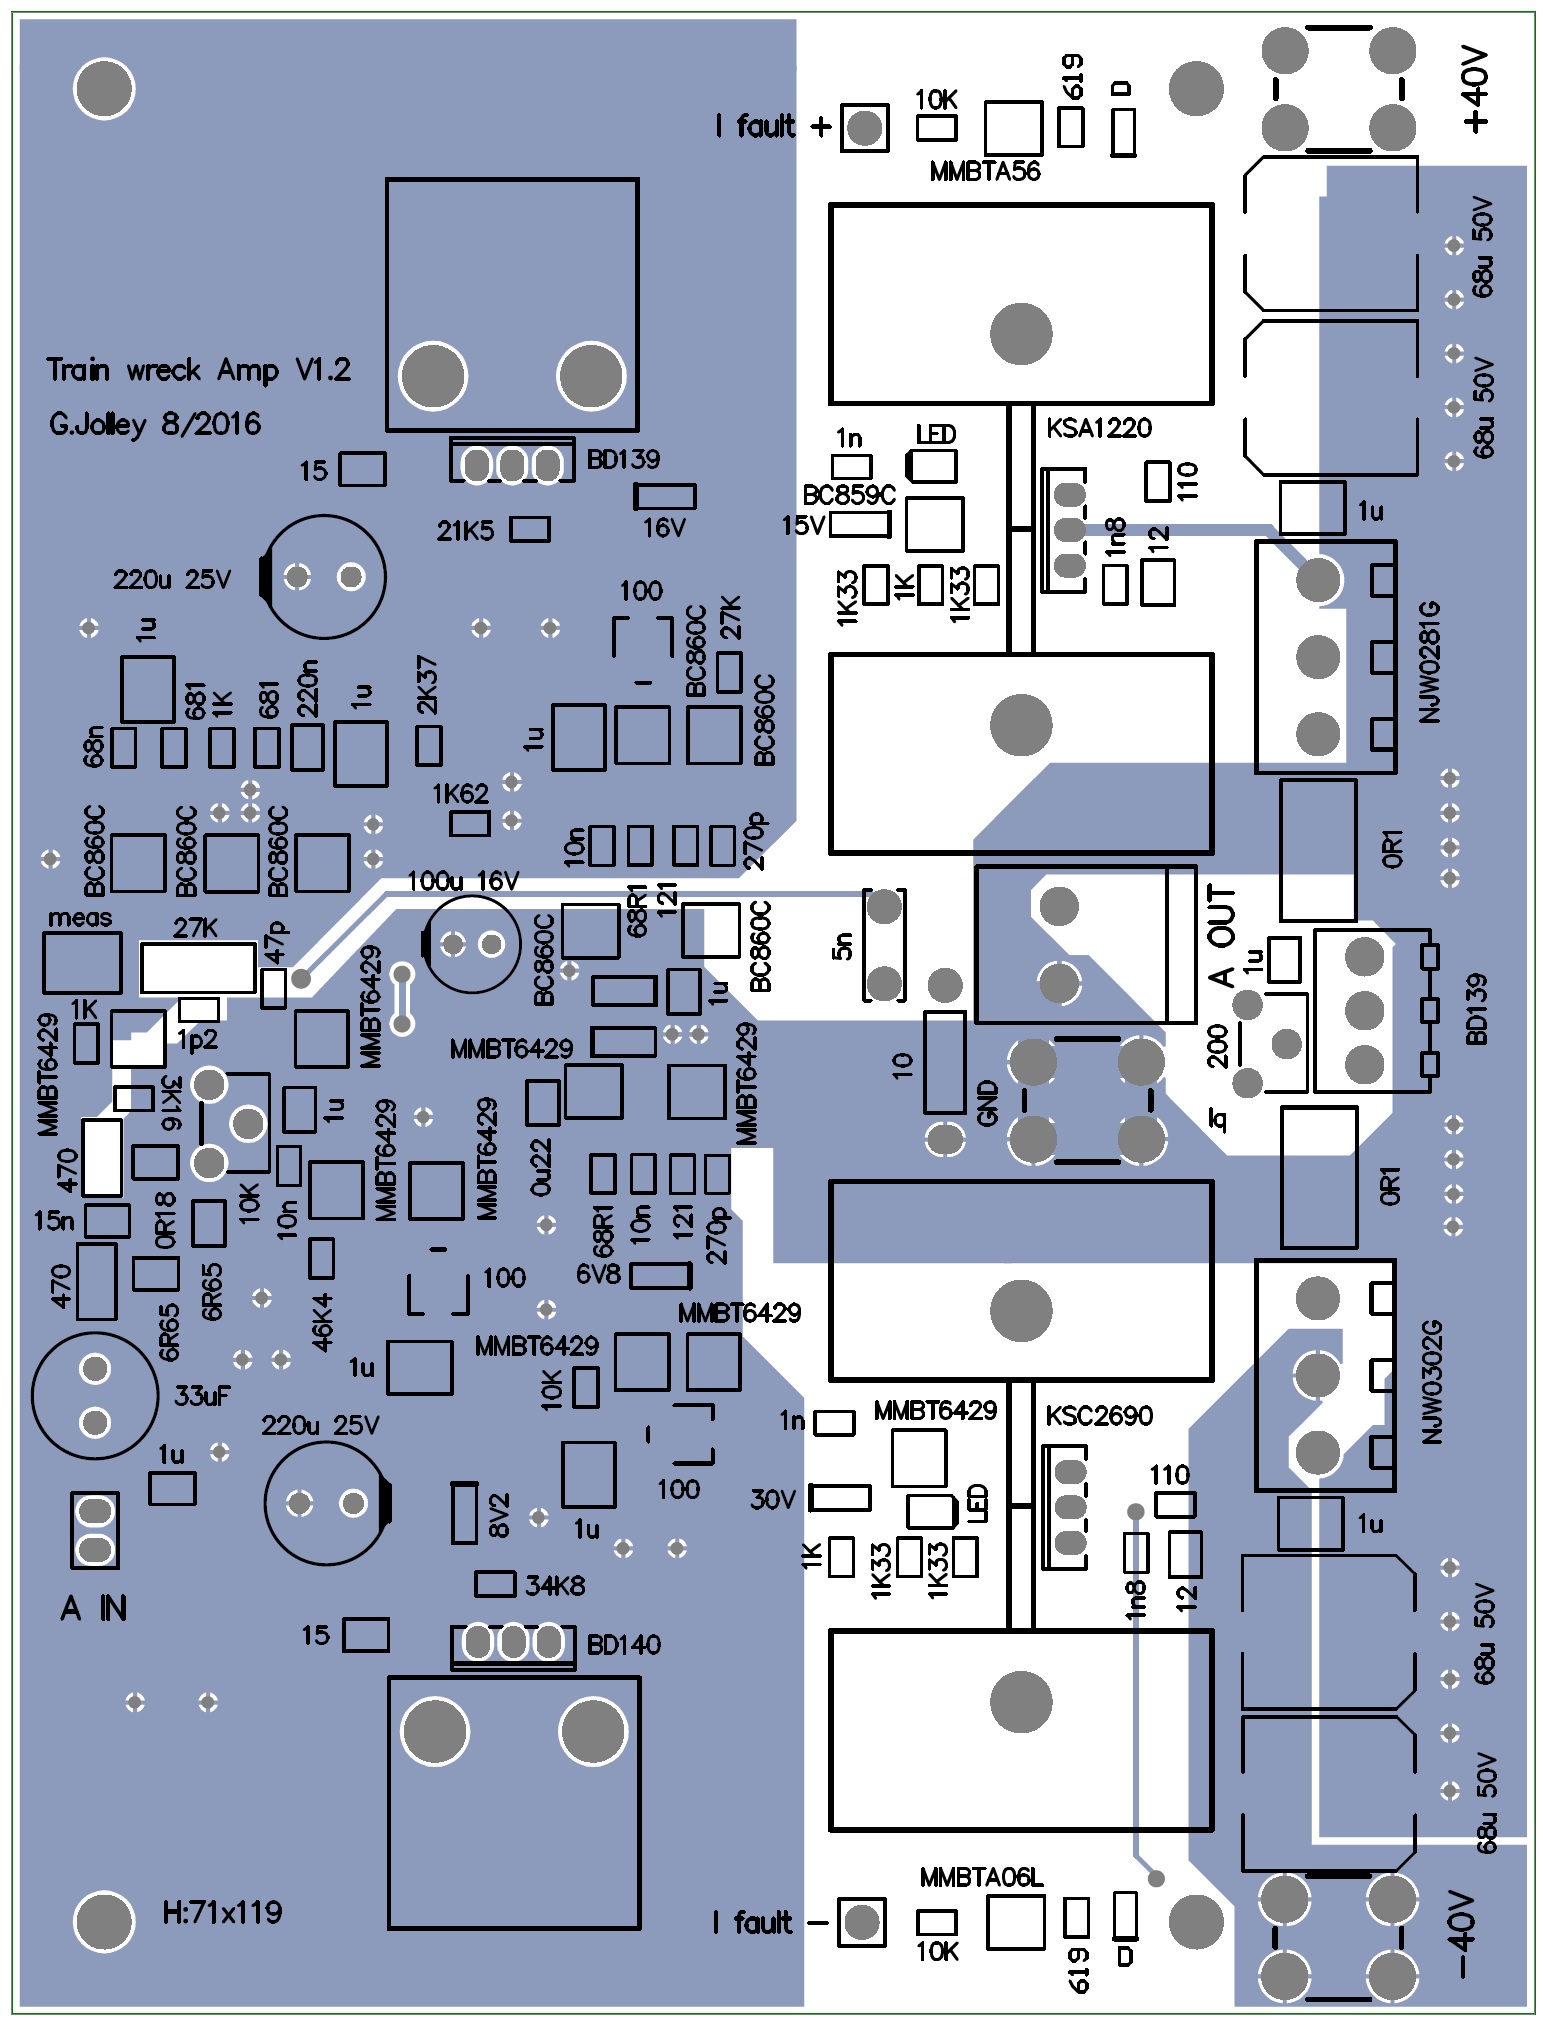 +40V
619
D
10K
I fault +
MMBTA56
68u 50V
68u 50V
Train wreck Amp V1.2
G.Jolley 8/2016
15
BD139
16V
21K5
220u 25V
1n
LED
KSA1220
BC859C
15V
110
1u
1n8
12
1K33
1K
1K33
NJW0281G
100
1u
BC860C
27K
68n
681
1K
681
220n
1u
2K37
1u
BC860C
1K62
BC860C
BC860C
BC860C
10n
270p
0R1
100u 16V
68R1
121
meas
27K
47p
MMBT6429
BC860C
1u
BC860C
5n
A OUT
1u
BD139
1K
1p2
MMBT6429
MMBT6429
MMBT6429
10
200
GND
Iq
3K16
1u
470
MMBT6429
MMBT6429
0u22
0R18
10K
10n
68R1
10n
121
270p
0R1
15n
470
6R65
6R65
46K4
100
6V8
MMBT6429
MMBT6429
1u
10K
33uF
220u 25V
1u
100
1n
MMBT6429
KSC2690
NJW0302G
30V
LED
110
1u
8V2
1u
1K
1K33
1K33
1n8
12
A IN
34K8
15
BD140
68u 50V
68u 50V
H:71x119
MMBTA06L
I fault -
10K
619
D
-40V